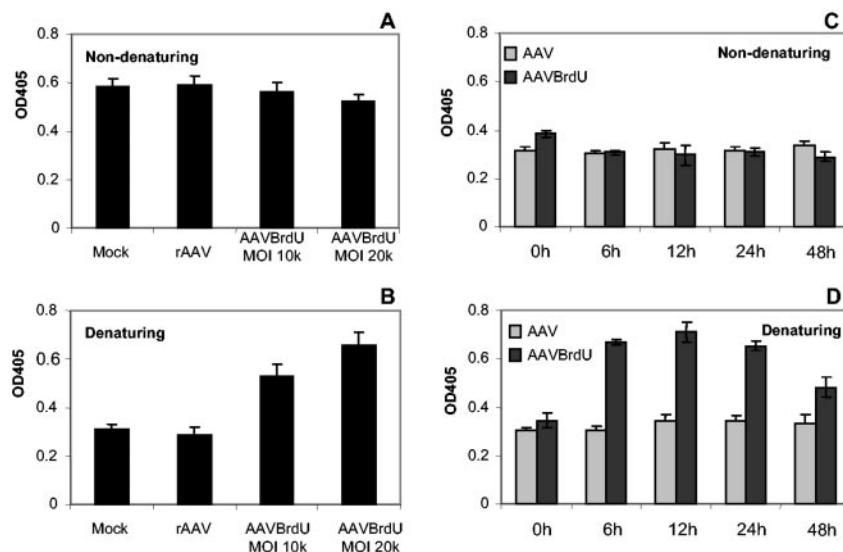 A
0.8
Non-denaturing
0.6
OD405
0.4
0.2
0
Mock
rAAV
AAVBrdU
MOI 10k
AAVBrdU
MOI 20k
B
0.8
Denaturing
0.6
OD405
0.4
0.2
0
Mock
rAAV
AAVBrdU
MOI 10k
AAVBrdU
MOI 20k
C
0.8
AAV
Non-denaturing
AAVBrdU
0.6
OD405
0.4
0.2
0
0h
6h
12h
24h
48h
D
0.8
AAV
Denaturing
AAVBrdU
0.6
OD405
0.4
0.2
0
0h
6h
12h
24h
48h